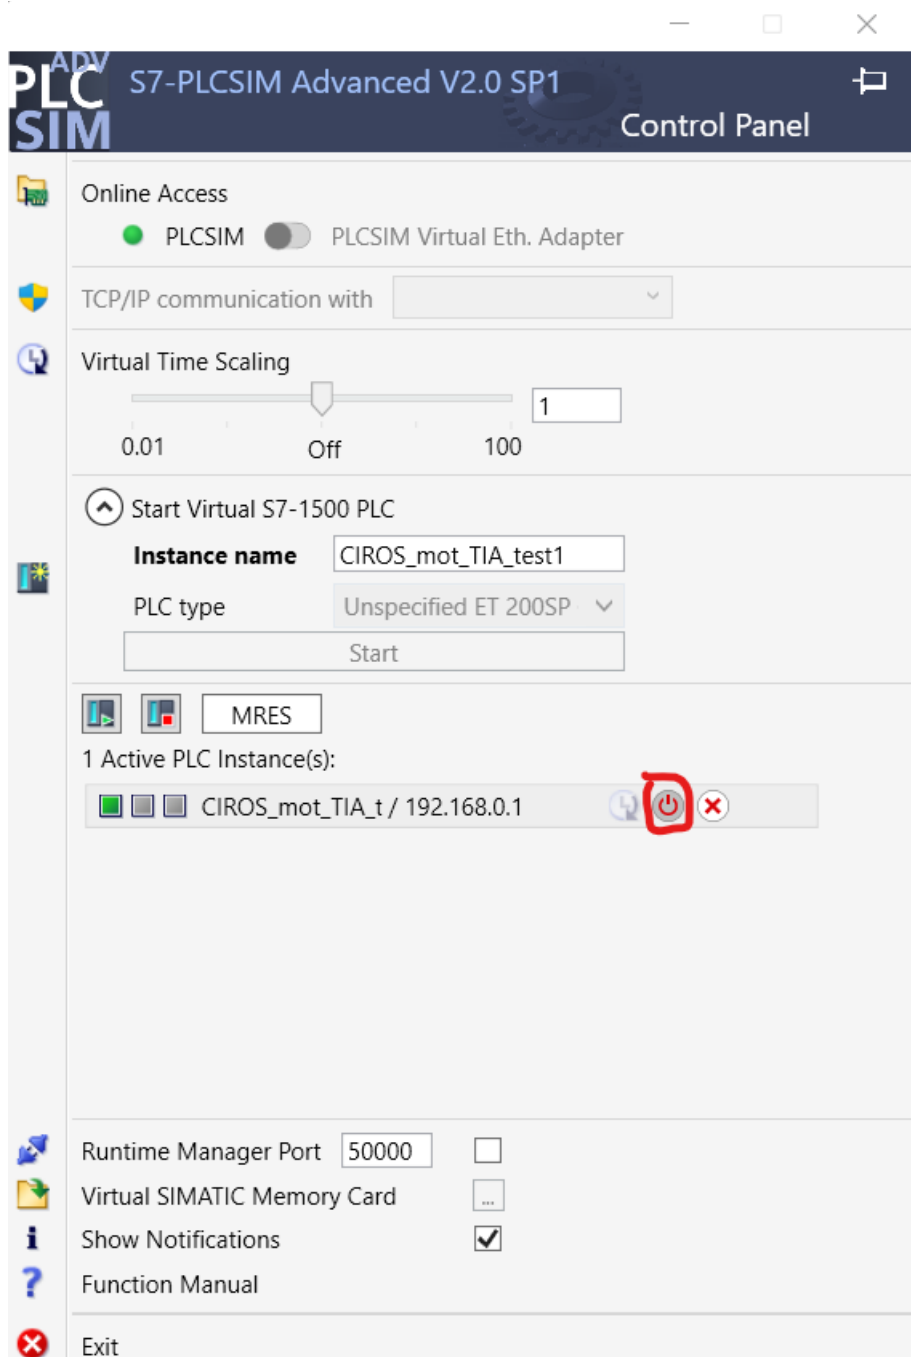 ADV
PLC
SIM
S7-PLCSIM Advanced V2.0 SP1
Control Panel
Online Access
PLCSIM PLCSIM Virtual Eth. Adapter
TCP/IP communication with
Virtual Time Scaling
1
0.01 Off 100
Start Virtual S7-1500 PLC
Instance name CIROS_mot_TIA_test1
PLC type Unspecified ET 200SP
Start
MRES
1 Active PLC Instance(s):
CIROS_mot_TIA_t / 192.168.0.1
Runtime Manager Port 50000
Virtual SIMATIC Memory Card ...
Show Notifications
Function Manual
Exit